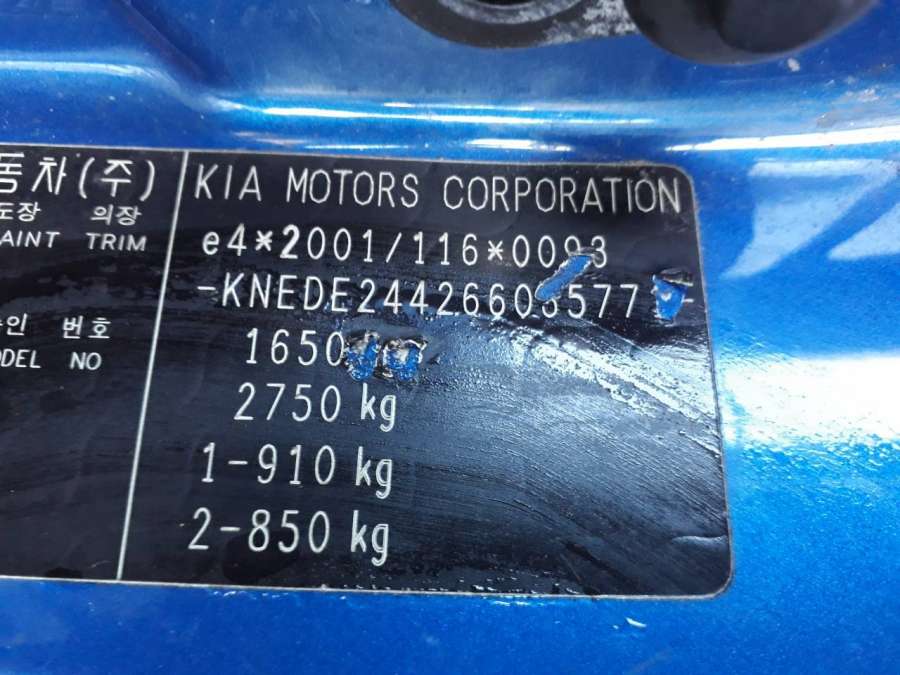 동차(주)
도장 의장
AINT TRIM
번호
ODEL NO
KIA MOTORS CORPORATION
e4*2001/116*0093
1650
2750 kg
1-910 kg
2-850 kg